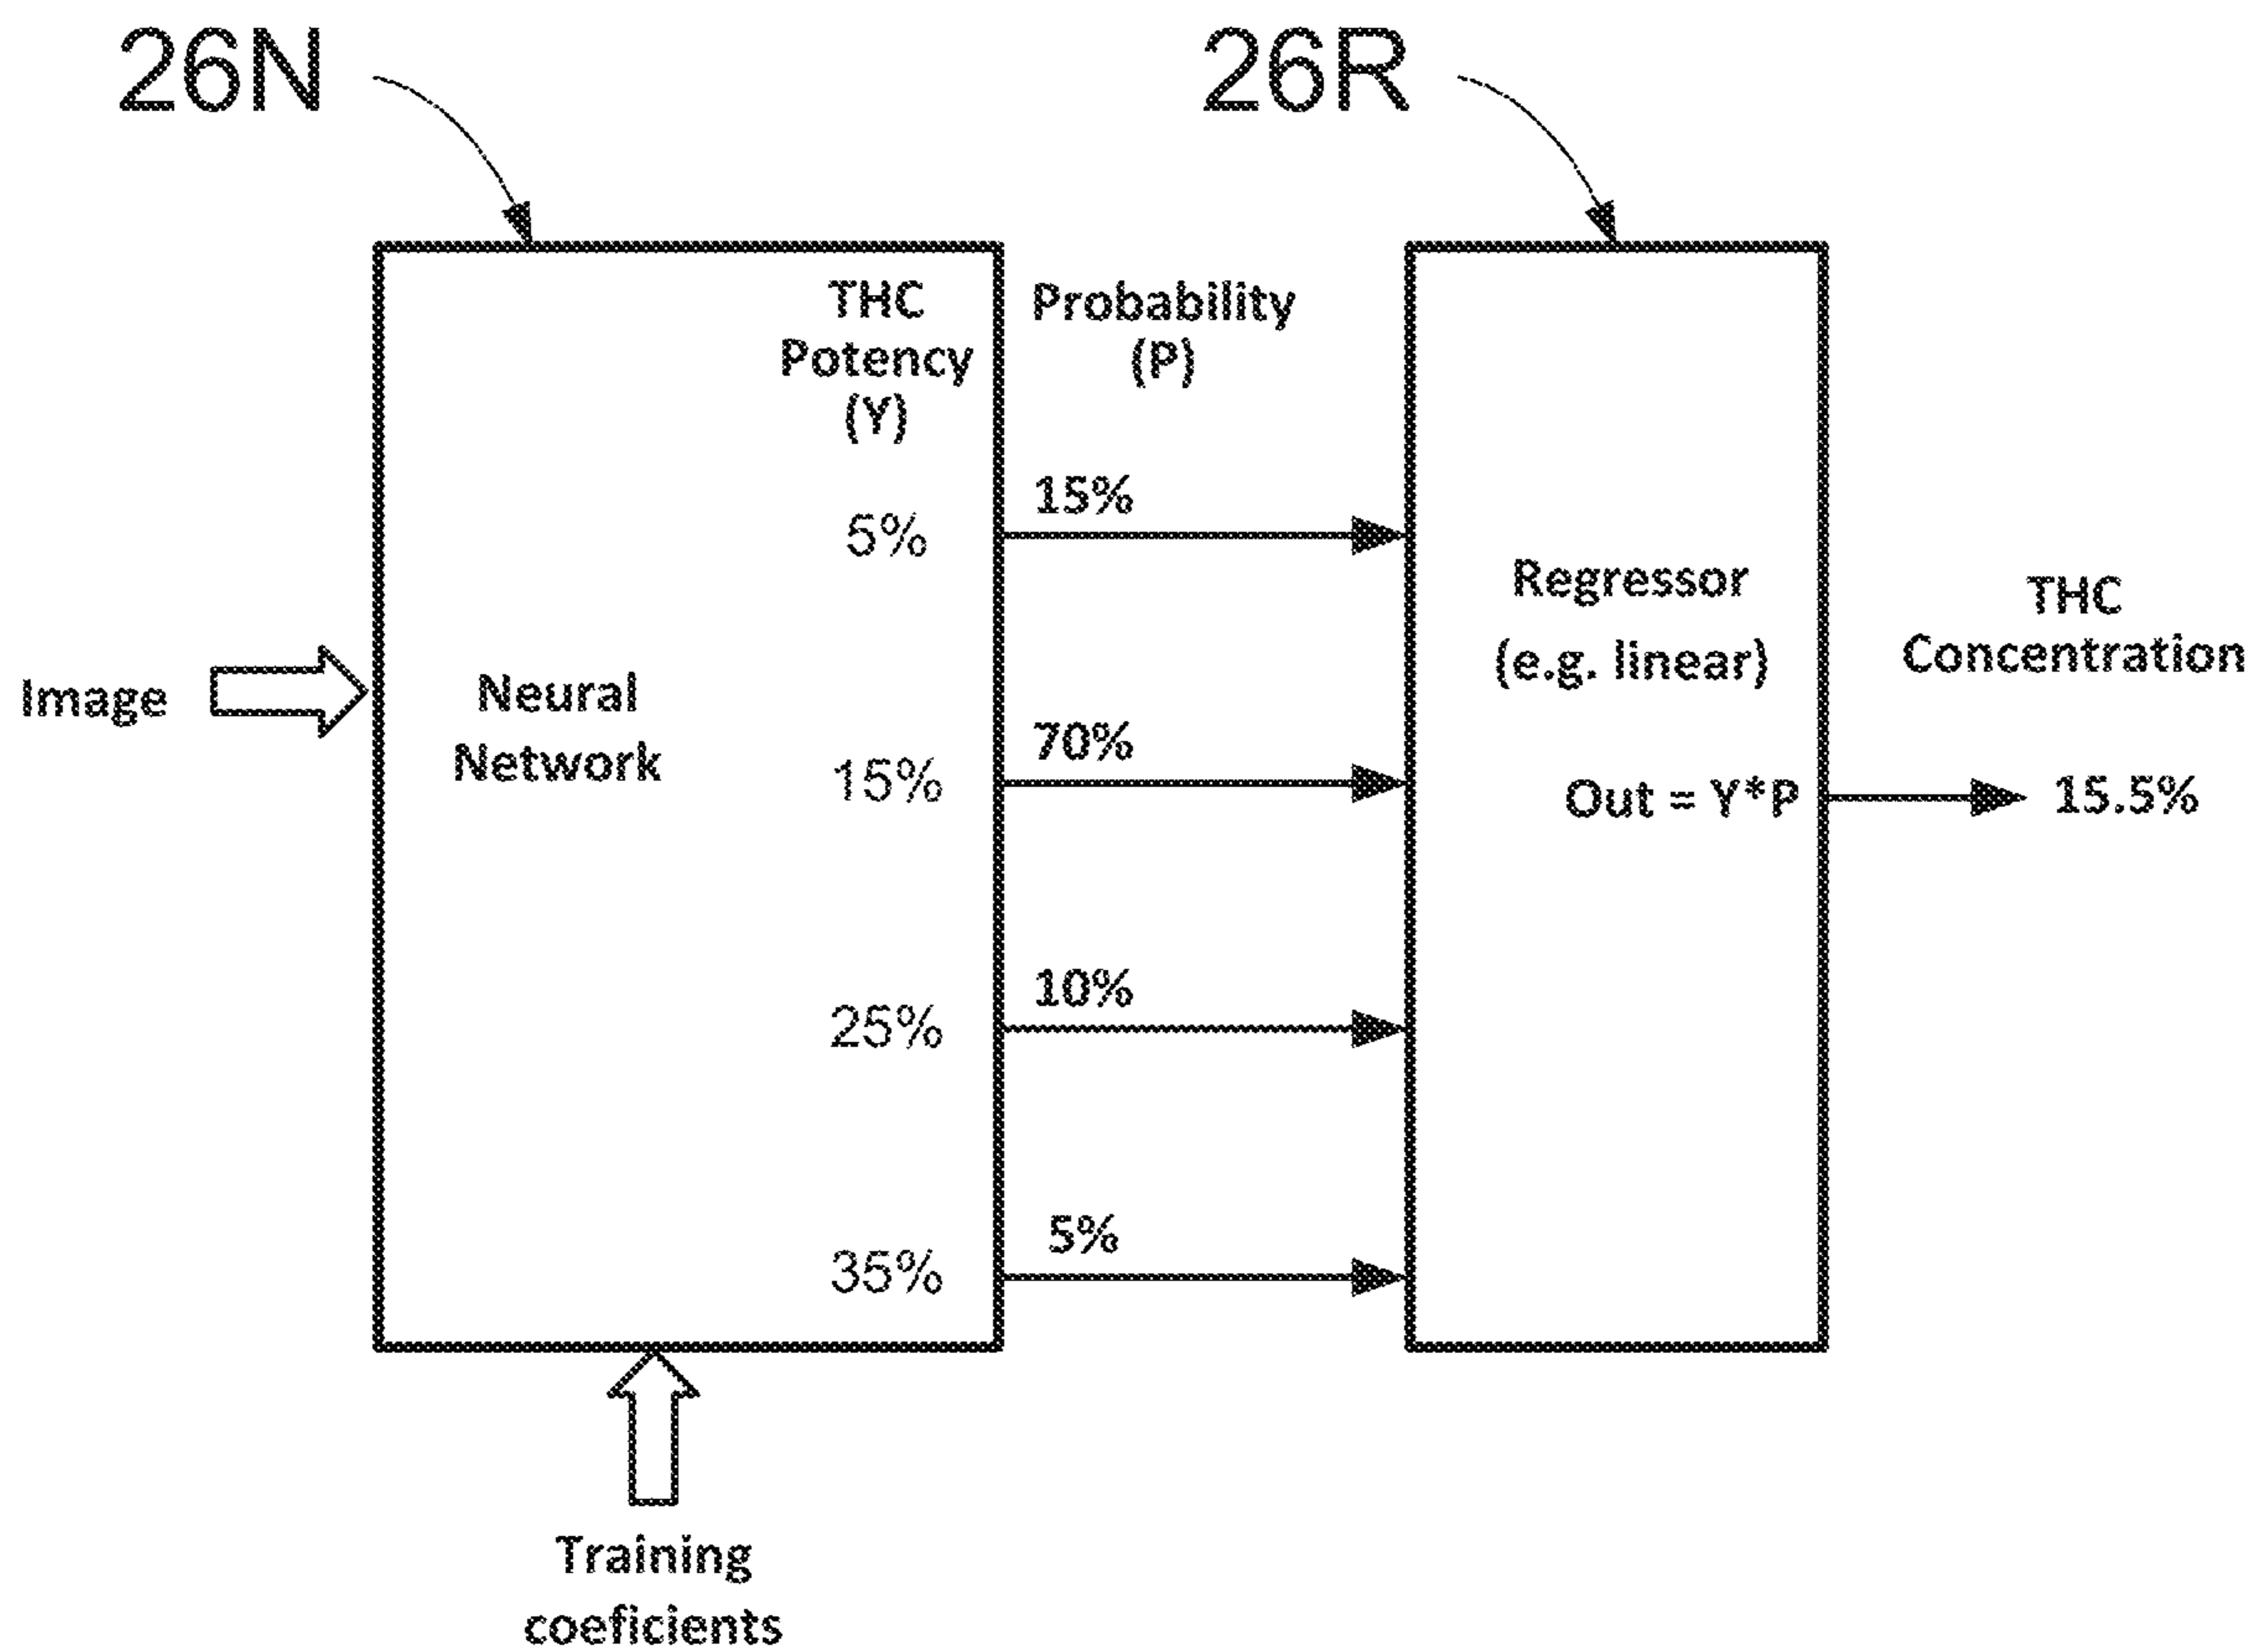 26N
26R
THC
Potency
(Y)
Probability
(P)
15%
5%
Regressor
(e.g. linear)
THC
Concentration
Image
Neural
Network
70%
15%
Out = Y*P
15.5%
10%
25%
5%
35%
Training
coeficients